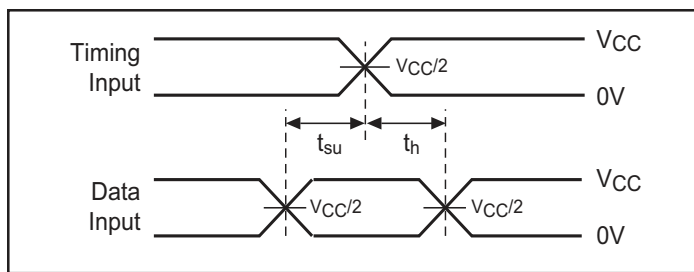 Timing
Input
VCC
VCC/2
0V
tsu
th
Data
Input
VCC
VCC/2
VCC/2
0V